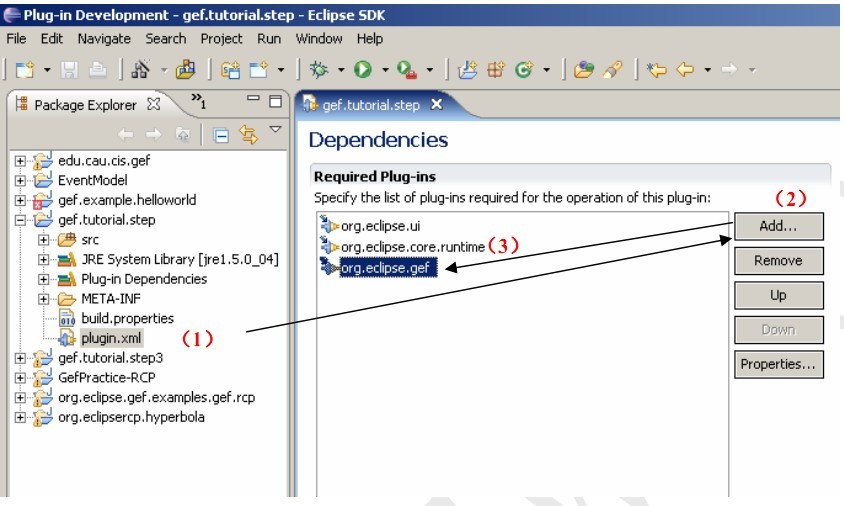 Plug-in Development - gef.tutorial.step - Eclipse SDK
File Edit Navigate Search Project Run Window Help
Package Explorer
»1
gef.tutorial.step
Dependencies
edu.cau.cis.gef
EventModel
gef.example.helloworld
gef.tutorial.step
src
JRE System Library [jre1.5.0_04]
Plug-in Dependencies
META-INF
build.properties
plugin.xml
(1)
gef.tutorial.step3
GefPractice-RCP
org.eclipse.gef.examples.gef.rcp
org.eclipsercp.hyperbola
Required Plug-ins
Specify the list of plug-ins required for the operation of this plug-in:
(2)
org.eclipse.ui
org.eclipse.core.runtime
(3)
org.eclipse.gef
Add...
Remove
Up
Down
Properties...